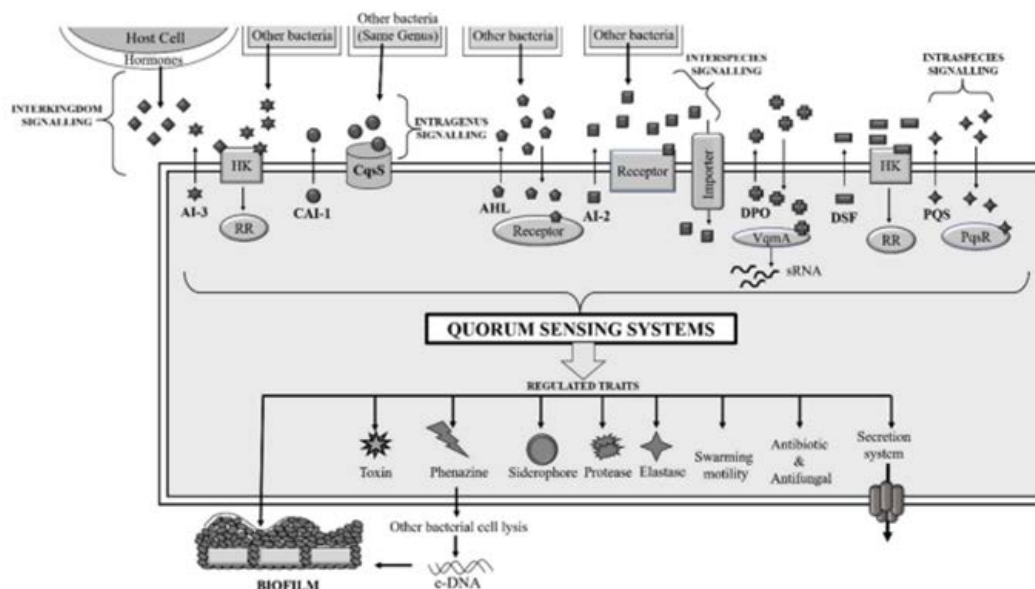 Host Cell
Hormones
Other bacteria
Other bacteria
(Same Genus)
Other bacteria
Other bacteria
INTERKINGDOM
SIGNALLING
INTRAGENUS
SIGNALLING
INTERSPECIES
SIGNALLING
INTRASPECIES
SIGNALLING
AI-3
HK
RR
CAI-1
CqsS
AHL
Receptor
AI-2
Receptor
Importer
DPO
VqmA
sRNA
DSF
HK
RR
PQS
PqsR
QUORUM SENSING SYSTEMS
REGULATED TRAITS
Toxin
Phenazine
Siderophore
Protease
Elastase
Swarming
motility
Antibiotic
&
Antifungal
Secretion
system
Other bacterial cell lysis
e-DNA
BIOFILM